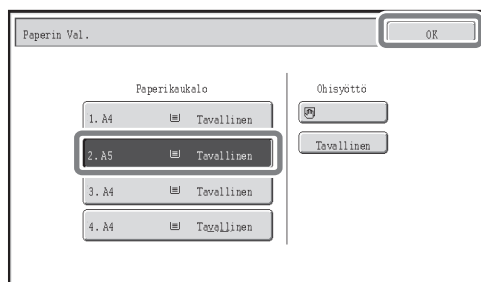 Paperin Val.
OK
Paperikaukalo
Ohisyöttö
1. A4 Tavallinen
2. A5 Tavallinen
Tavallinen
3. A4 Tavallinen
4. A4 Tavallinen